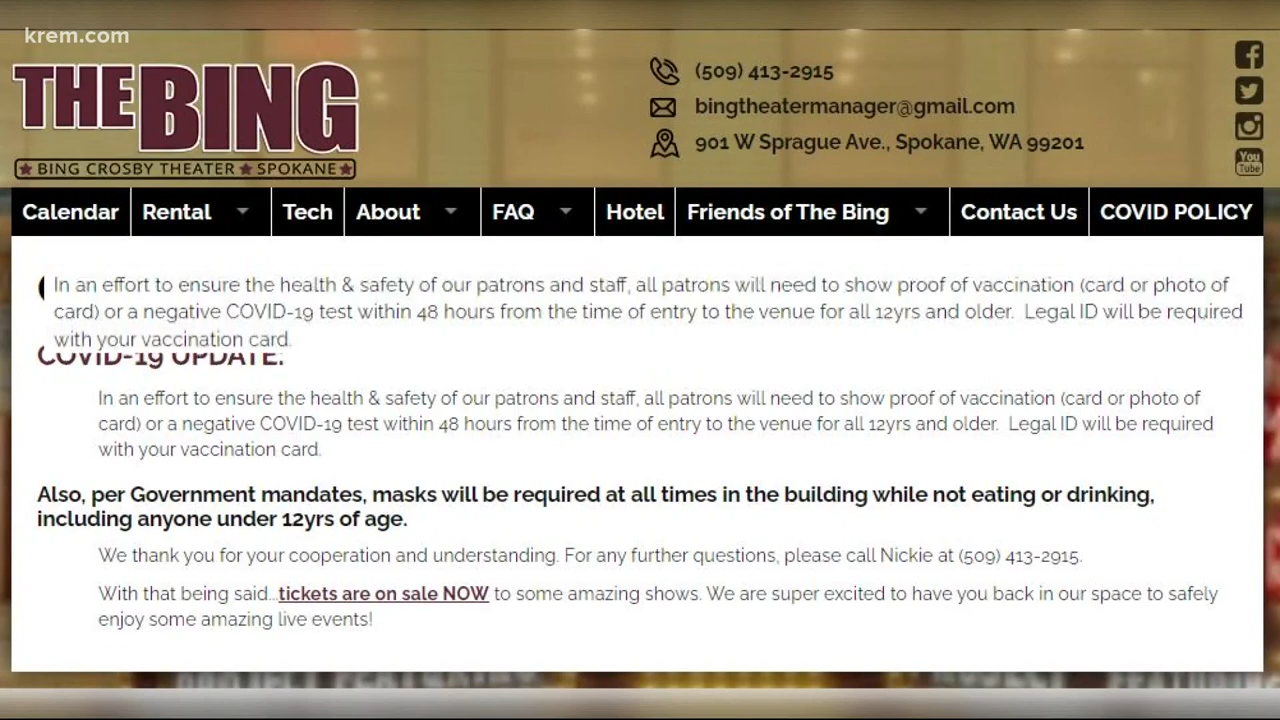 krem.com
THE BING
★ BING CROSBY THEATER ★ SPOKANE ★
(509) 413-2915
bingtheatermanager@gmail.com
901 W Sprague Ave., Spokane, WA 99201
You
Tube
Calendar Rental Tech About FAQ Hotel Friends of The Bing Contact Us COVID POLICY
In an effort to ensure the health & safety of our patrons and staff, all patrons will need to show proof of vaccination (card or photo of
card) or a negative COVID-19 test within 48 hours from the time of entry to the venue for all 12yrs and older. Legal ID will be required
with your vaccination card.
COVID-19 UPDATE:
In an effort to ensure the health & safety of our patrons and staff, all patrons will need to show proof of vaccination (card or photo of
card) or a negative COVID-19 test within 48 hours from the time of entry to the venue for all 12yrs and older. Legal ID will be required
with your vaccination card.
Also, per Government mandates, masks will be required at all times in the building while not eating or drinking,
including anyone under 12yrs of age.
We thank you for your cooperation and understanding. For any further questions, please call Nickie at (509) 413-2915.
With that being said...tickets are on sale NOW to some amazing shows. We are super excited to have you back in our space to safely
enjoy some amazing live events!